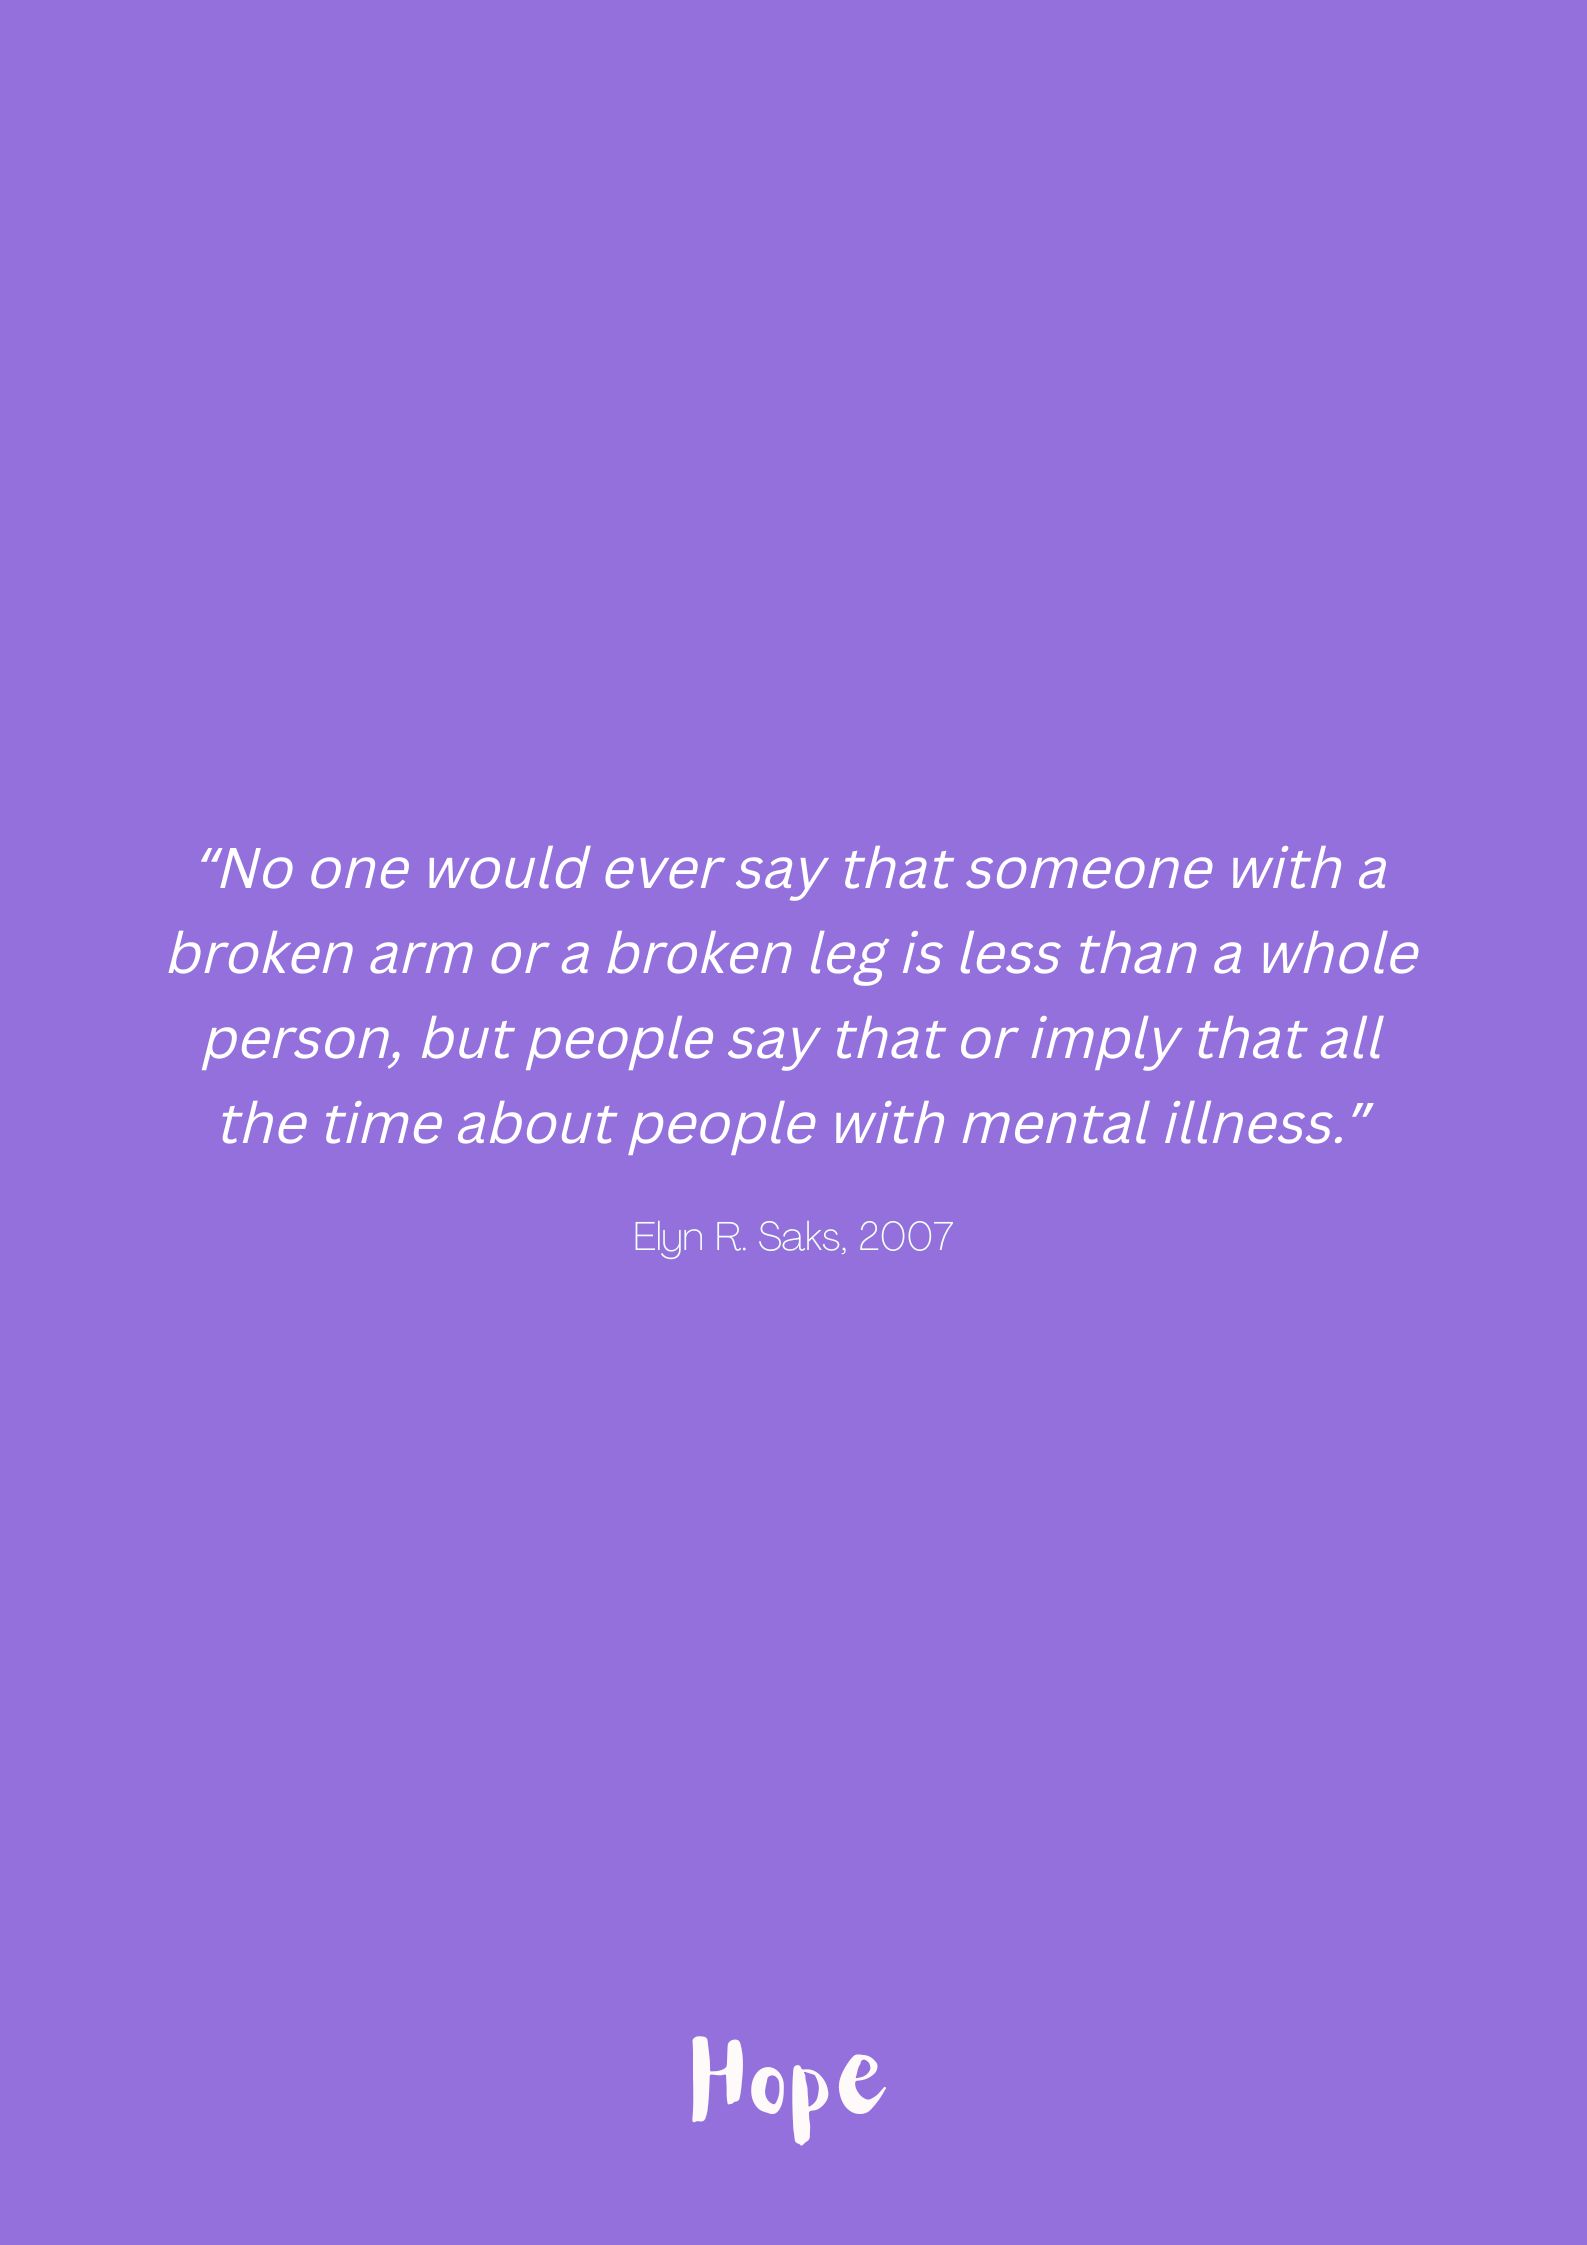 “No one would ever say that someone with a
broken arm or a broken leg is less than a whole
person, but people say that or imply that all
the time about people with mental illness.”
Elyn R. Saks, 2007
Hope